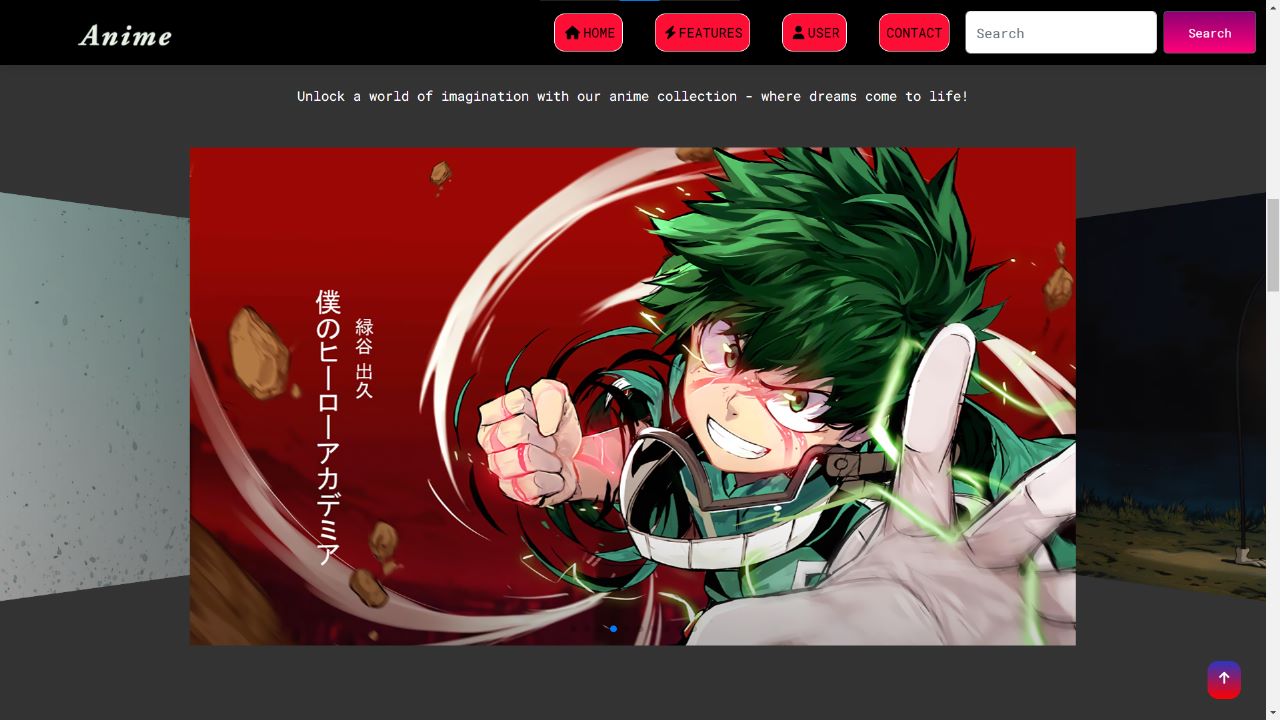 Anime
HOME
FEATURES
USER
CONTACT
Search
Search
Unlock a world of imagination with our anime collection - where dreams come to life!
緑谷 出久
僕のヒーローアカデミア